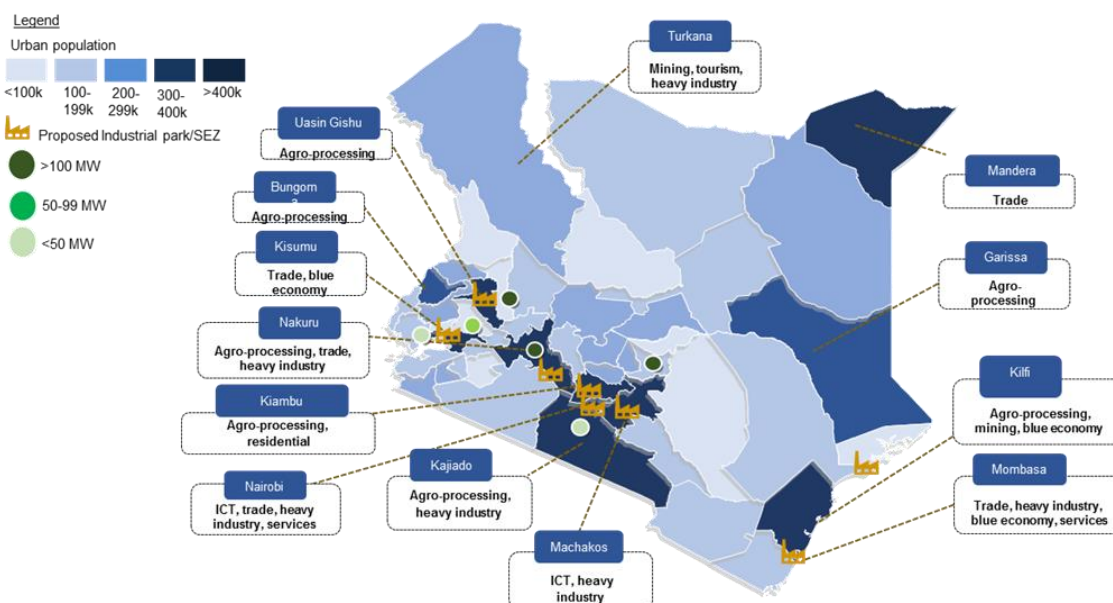 Legend
Urban population
<100k
100-
199k
200-
299k
300-
400k
>400k
Proposed Industrial park/SEZ
>100 MW
50-99 MW
<50 MW
Turkana
Mining, tourism,
heavy industry
Uasin Gishu
Agro-processing
Bungom
a
Agro-processing
Kisumu
Trade, blue
economy
Nakuru
Agro-processing, trade,
heavy industry
Kiambu
Agro-processing,
residential
Nairobi
ICT, trade, heavy
industry, services
Kajiado
Agro-processing,
heavy industry
Machakos
ICT, heavy
industry
Mandera
Trade
Garissa
Agro-
processing
Kilfi
Agro-processing,
mining, blue economy
Mombasa
Trade, heavy industry,
blue economy, services